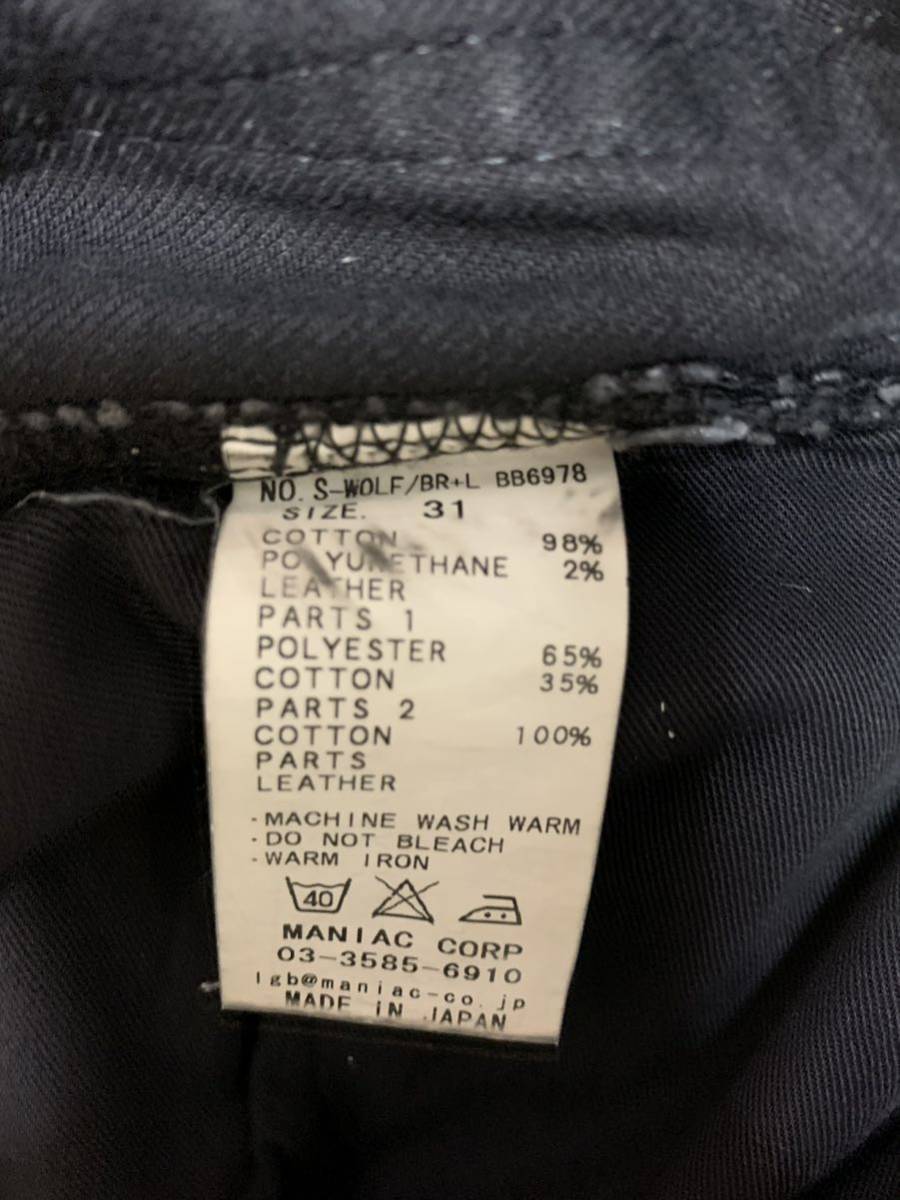 NO. S-WOLF/BR+L BB6978
SIZE. 31
COTTON 98%
POLYURETHANE 2%
LEATHER
PARTS 1
POLYESTER 65%
COTTON 35%
PARTS 2
COTTON 100%
PARTS
LEATHER
·MACHINE WASH WARM
·DO NOT BLEACH
·WARM IRON
40
MANIAC CORP
03-3585-6910
lgb@maniac-co.jp
MADE IN JAPAN